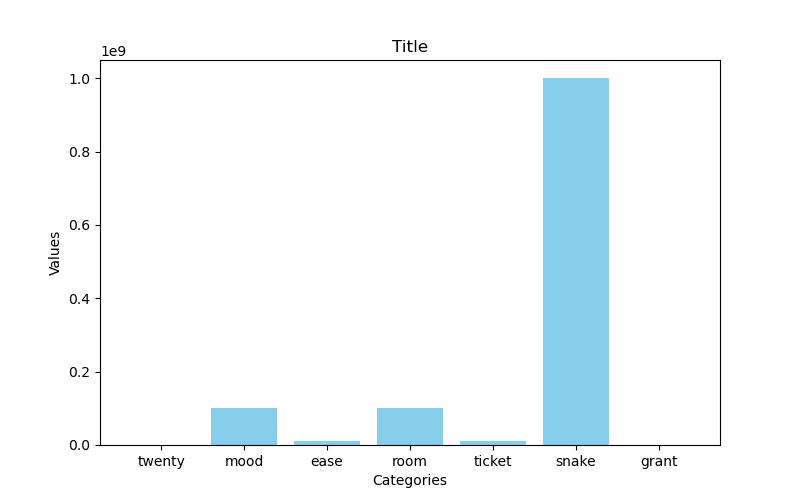 Title
1e9
1.0
0.8
0.6
0.4
0.2
0.0
Values
twenty mood ease room ticket snake grant
Categories